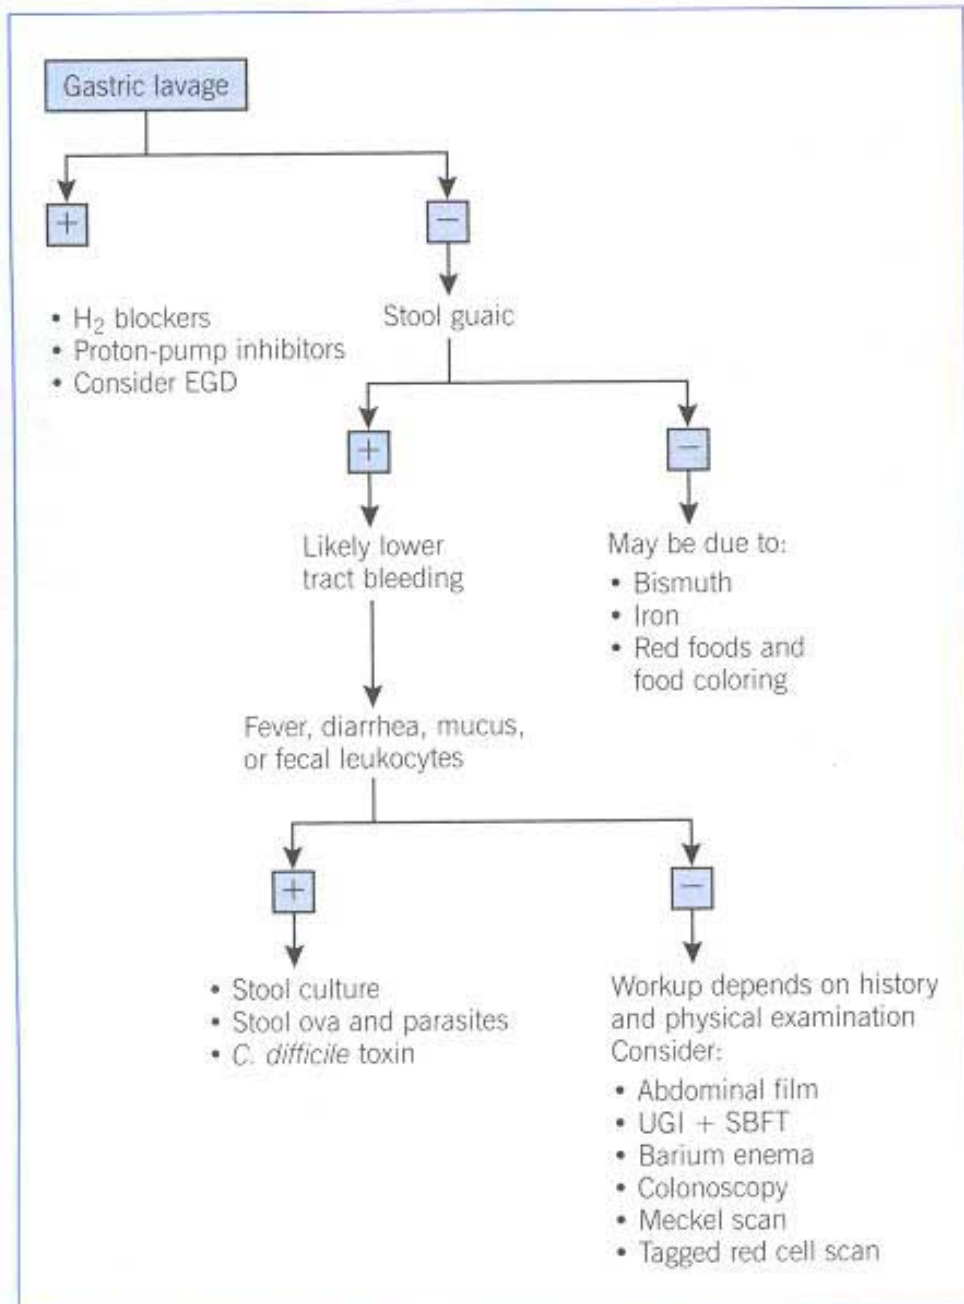 Gastric lavage
+
−
• H₂ blockers
• Proton-pump inhibitors
• Consider EGD
Stool guaic
+
−
Likely lower
tract bleeding
May be due to:
• Bismuth
• Iron
• Red foods and
food coloring
Fever, diarrhea, mucus,
or fecal leukocytes
+
−
• Stool culture
• Stool ova and parasites
• C. difficile toxin
Workup depends on history
and physical examination
Consider:
• Abdominal film
• UGI + SBFT
• Barium enema
• Colonoscopy
• Meckel scan
• Tagged red cell scan